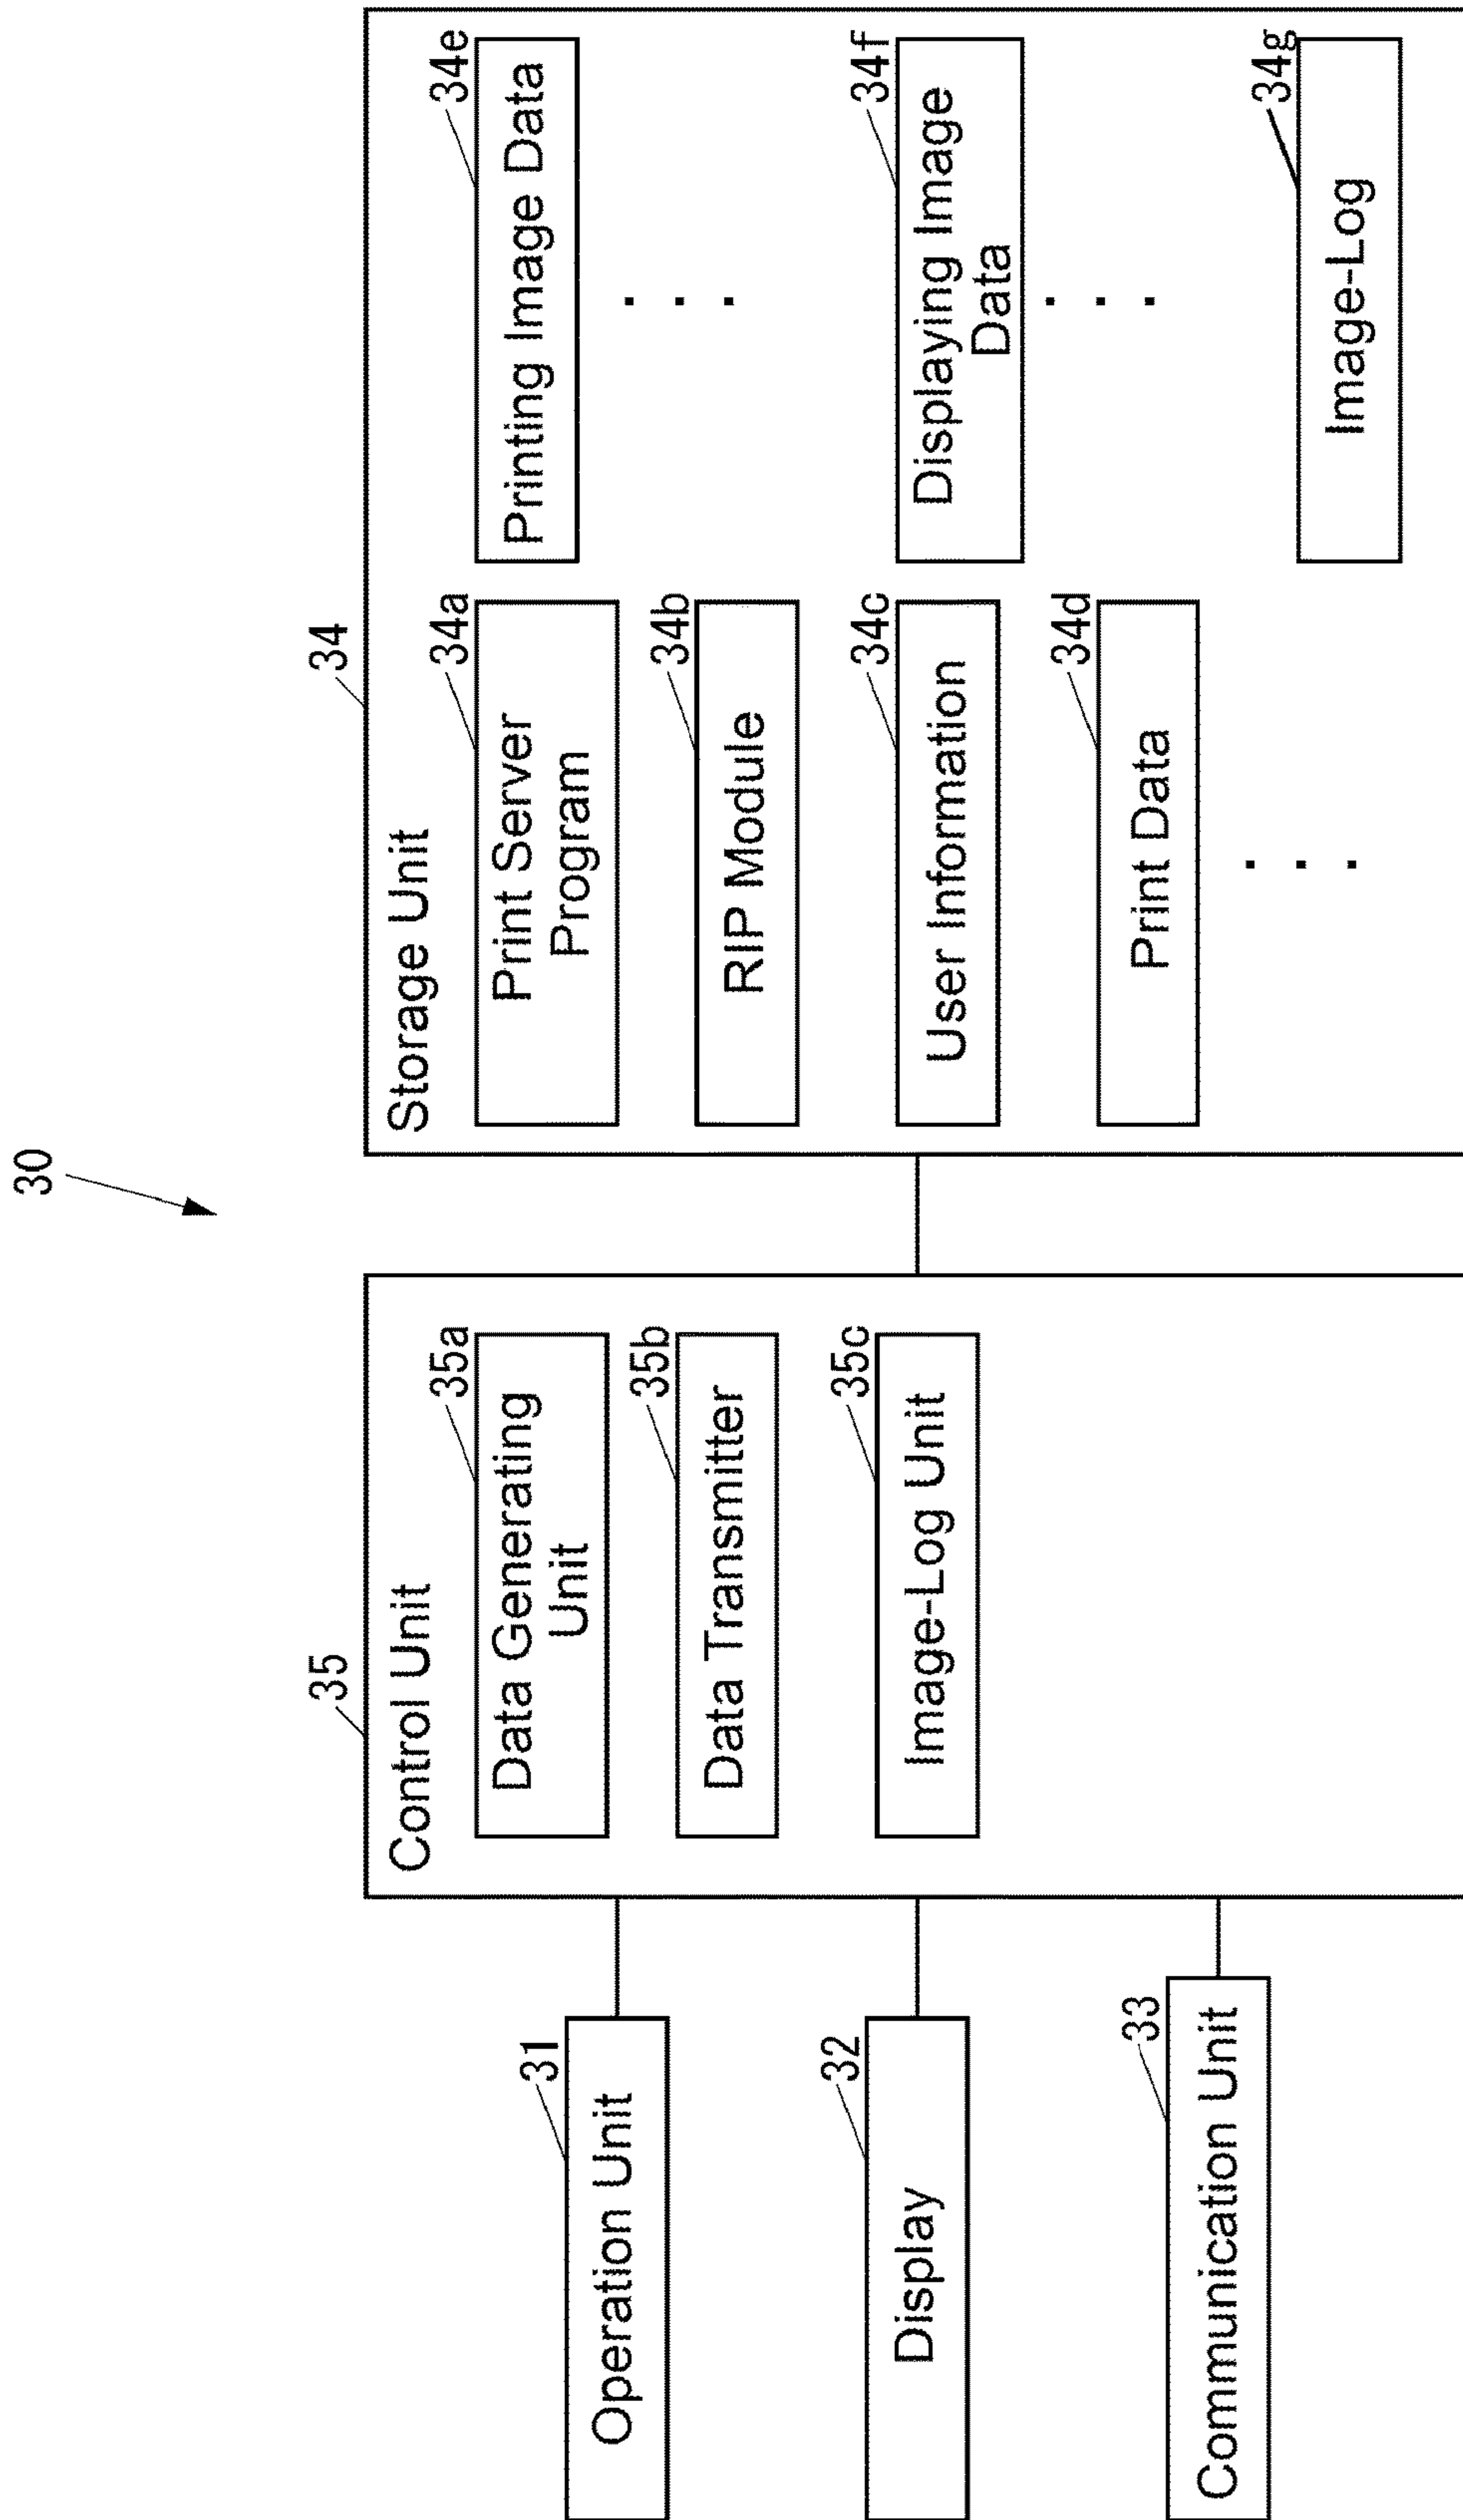 30
31
Operation Unit
32
Display
33
Communication Unit
35
Control Unit
35a
Data Generating
Unit
35b
Data Transmitter
35c
Image-Log Unit
34
Storage Unit
34a
Print Server
Program
34b
RIP Module
34c
User Information
34d
Print Data
. . .
34e
Printing Image Data
. . .
34f
Displaying Image
Data
. . .
34g
Image-Log